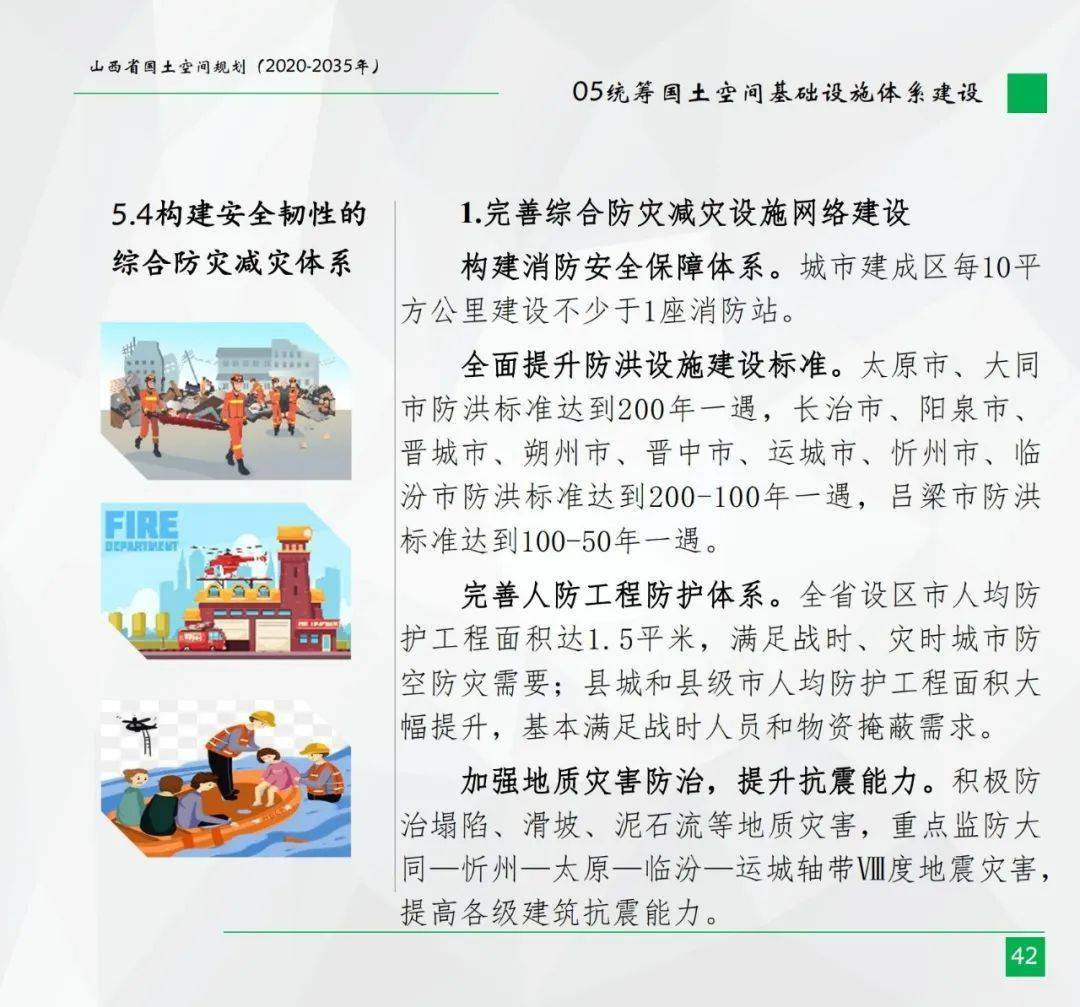 山西省国土空间规划（2020-2035年）
05统筹国土空间基础设施体系建设
5.4构建安全韧性的
综合防灾减灾体系
FIRE
DEPARTMENT
1.完善综合防灾减灾设施网络建设
构建消防安全保障体系。城市建成区每10平
方公里建设不少于1座消防站。
全面提升防洪设施建设标准。太原市、大同
市防洪标准达到200年一遇，长治市、阳泉市、
晋城市、朔州市、晋中市、运城市、忻州市、临
汾市防洪标准达到200-100年一遇，吕梁市防洪
标准达到100-50年一遇。
完善人防工程防护体系。全省设区市人均防
护工程面积达1.5平米，满足战时、灾时城市防
空防灾需要；县城和县级市人均防护工程面积大
幅提升，基本满足战时人员和物资掩蔽需求。
加强地质灾害防治，提升抗震能力。积极防
治塌陷、滑坡、泥石流等地质灾害，重点监防大
同—忻州—太原—临汾—运城轴带Ⅷ度地震灾害，
提高各级建筑抗震能力。
42